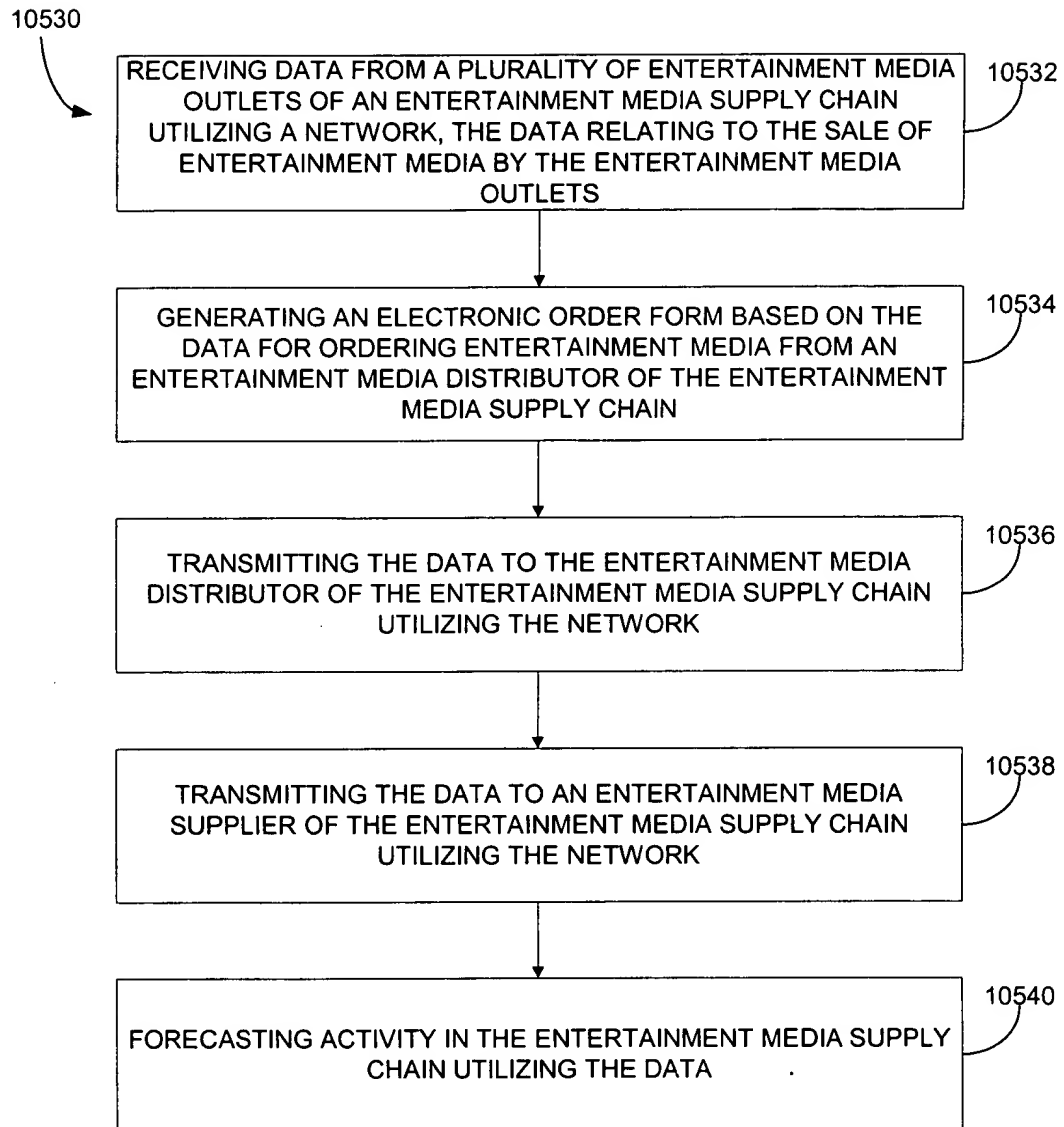 10530
RECEIVING DATA FROM A PLURALITY OF ENTERTAINMENT MEDIA
OUTLETS OF AN ENTERTAINMENT MEDIA SUPPLY CHAIN
UTILIZING A NETWORK, THE DATA RELATING TO THE SALE OF
ENTERTAINMENT MEDIA BY THE ENTERTAINMENT MEDIA
OUTLETS
10532
GENERATING AN ELECTRONIC ORDER FORM BASED ON THE
DATA FOR ORDERING ENTERTAINMENT MEDIA FROM AN
ENTERTAINMENT MEDIA DISTRIBUTOR OF THE ENTERTAINMENT
MEDIA SUPPLY CHAIN
10534
TRANSMITTING THE DATA TO THE ENTERTAINMENT MEDIA
DISTRIBUTOR OF THE ENTERTAINMENT MEDIA SUPPLY CHAIN
UTILIZING THE NETWORK
10536
TRANSMITTING THE DATA TO AN ENTERTAINMENT MEDIA
SUPPLIER OF THE ENTERTAINMENT MEDIA SUPPLY CHAIN
UTILIZING THE NETWORK
10538
FORECASTING ACTIVITY IN THE ENTERTAINMENT MEDIA SUPPLY
CHAIN UTILIZING THE DATA
10540